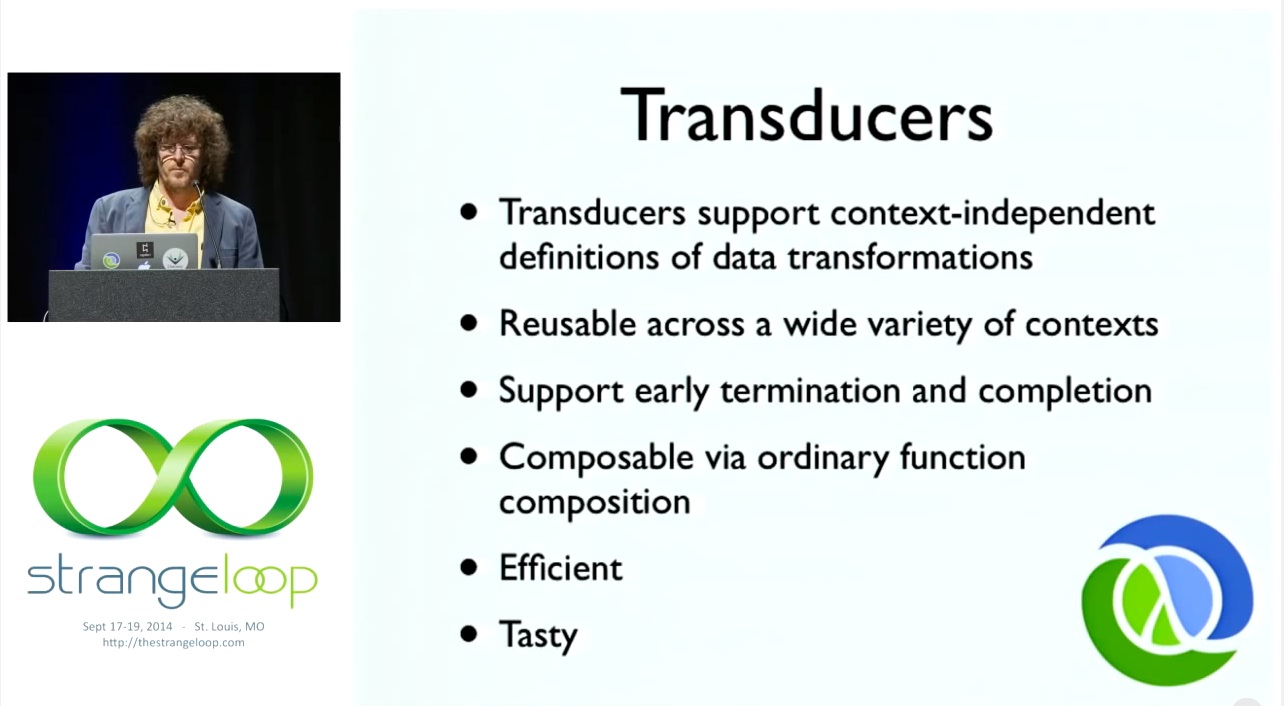 Transducers
• Transducers support context-independent
definitions of data transformations
• Reusable across a wide variety of contexts
• Support early termination and completion
• Composable via ordinary function
composition
• Efficient
• Tasty
strangeloop
Sept 17-19, 2014 - St. Louis, MO
http://thestrangeloop.com